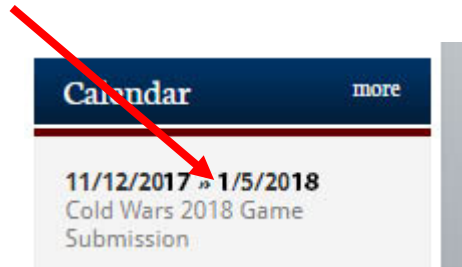 Calendar more
11/12/2017 » 1/5/2018
Cold Wars 2018 Game
Submission